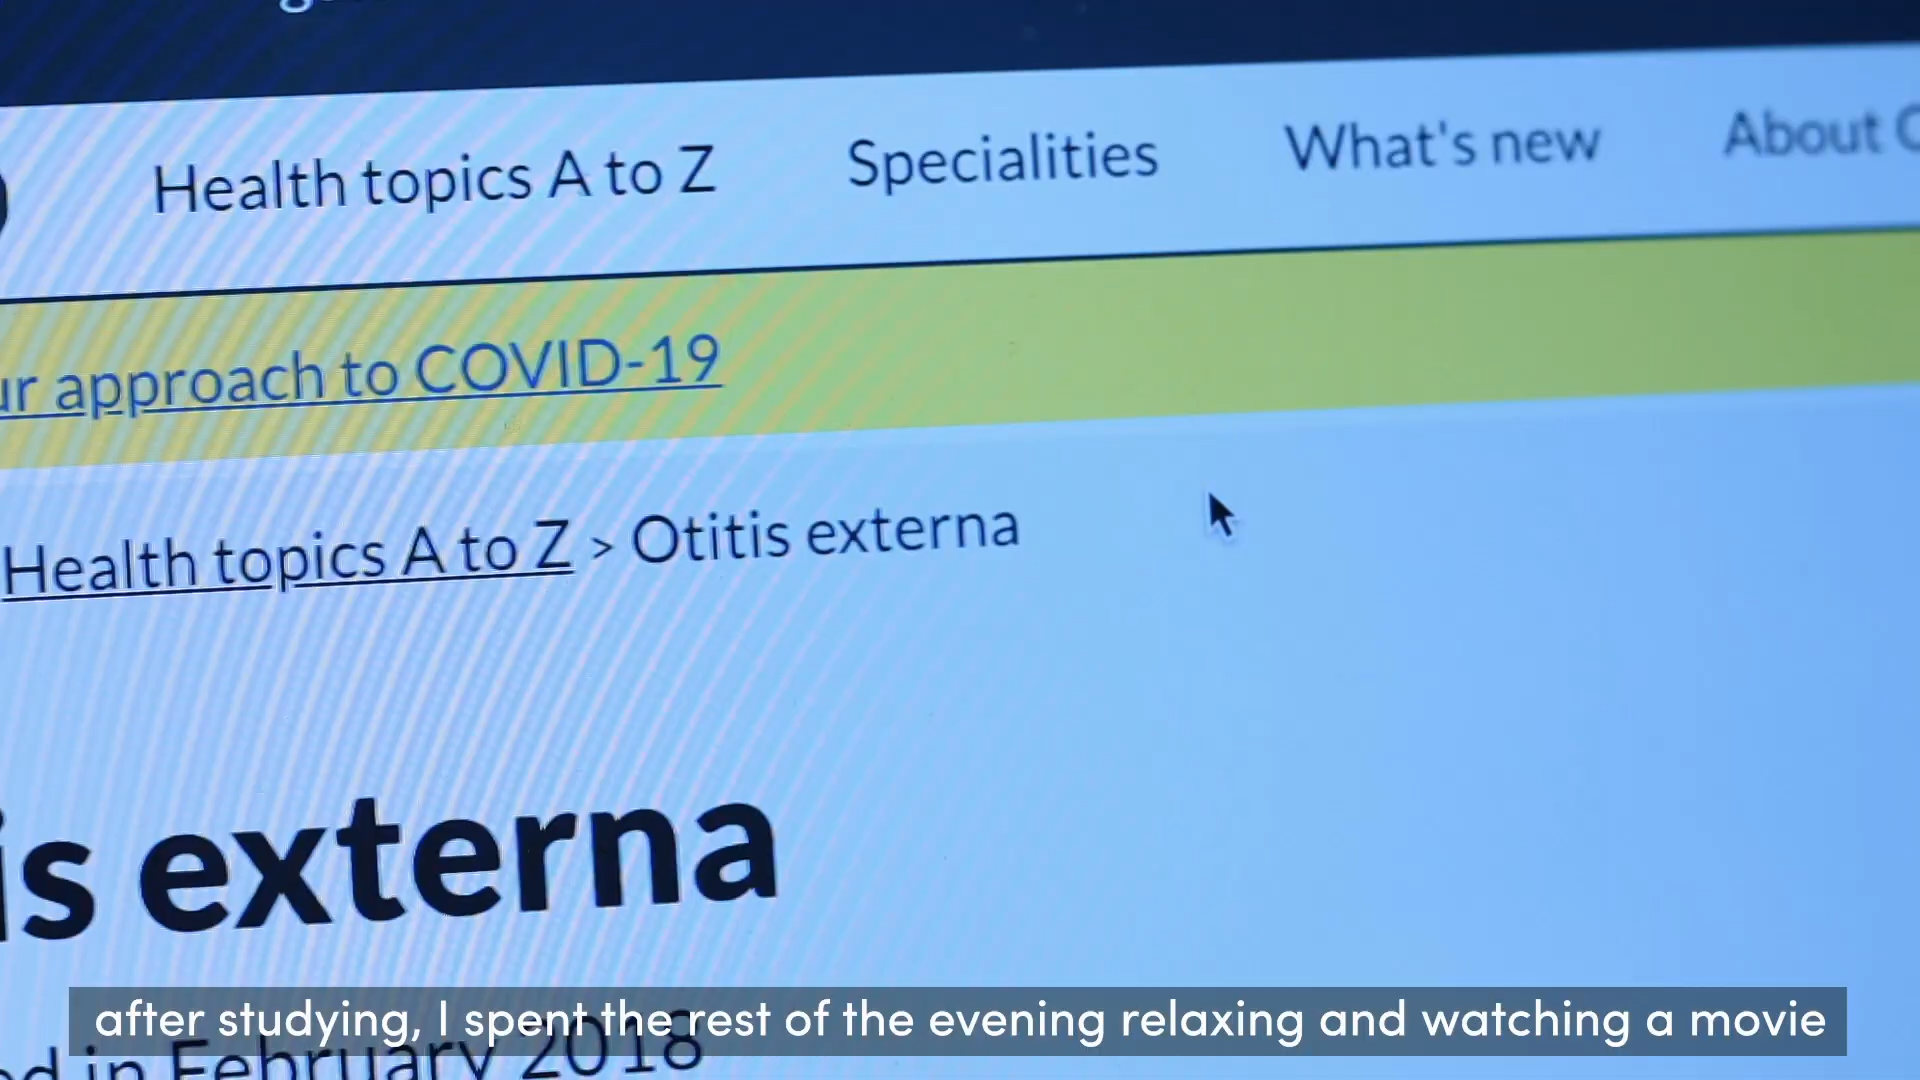 Health topics A to Z Specialities What's new About
approach to COVID-19
Health topics A to Z > Otitis externa
externa
in February 2018
after studying, I spent the rest of the evening relaxing and watching a movie